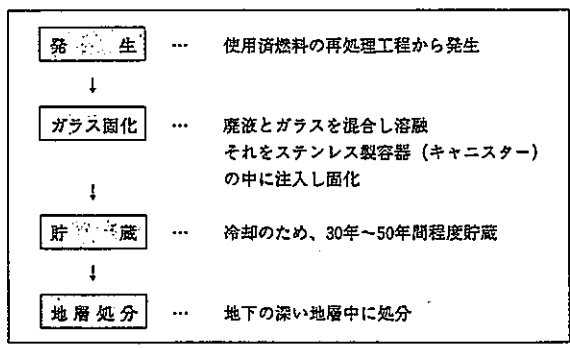 発生 … 使用済燃料の再処理工程から発生
↓
ガラス固化 … 廃液とガラスを混合し溶融
それをステンレス製容器（キャニスター）
の中に注入し固化
↓
貯蔵 … 冷却のため、30年～50年間程度貯蔵
↓
地層処分 … 地下の深い地層中に処分